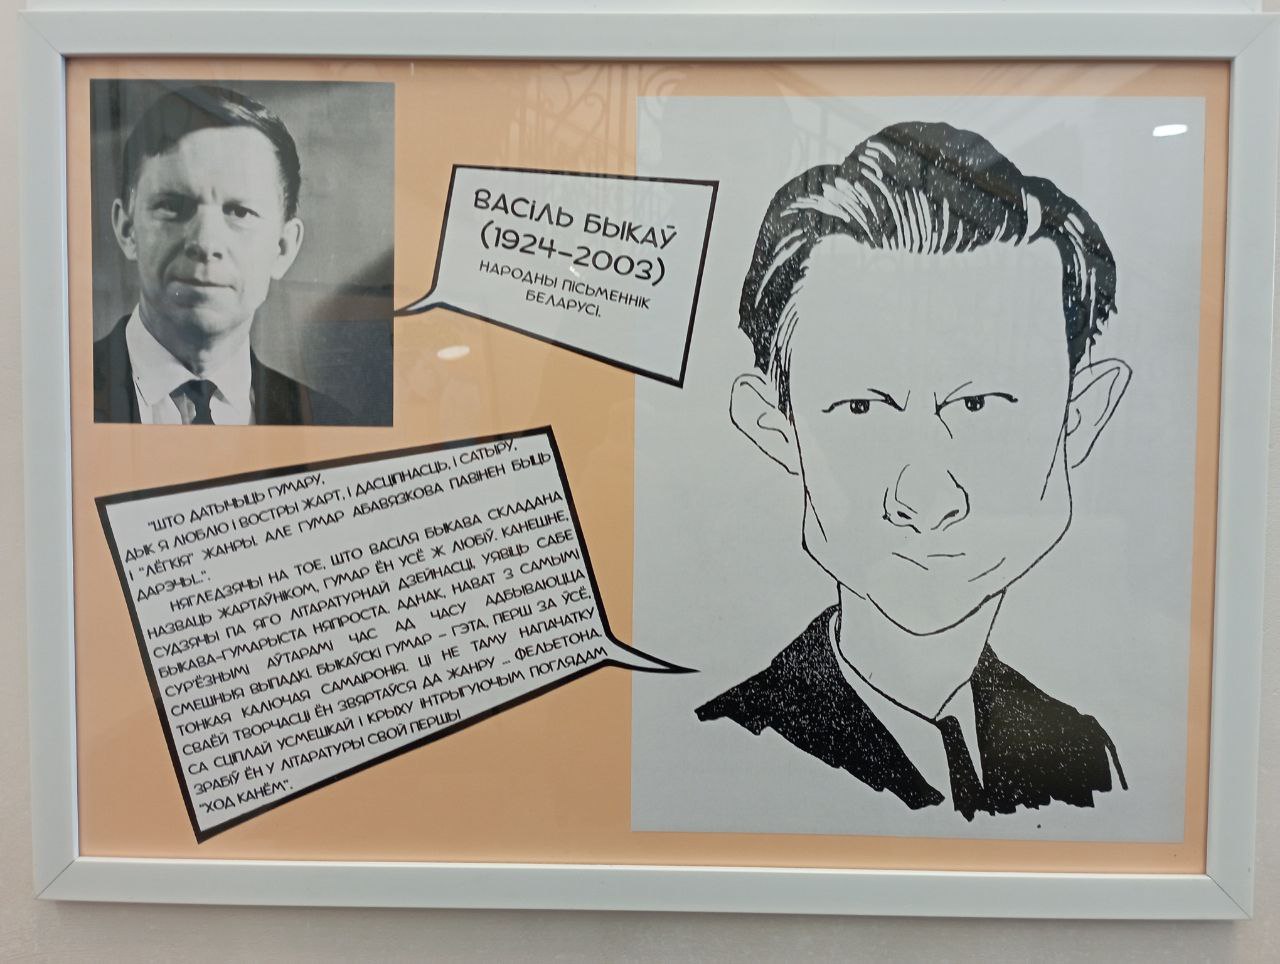 ВАСІЛЬ БЫКАЎ
(1924-2003)
НАРОДНЫ ПІСЬМЕННІК
БЕЛАРУСІ.
"ШТО ДАТЫЧЫЦЬ ГУМАРУ,
ДЫК Я ЛЮБЛЮ І ВОСТРЫ ЖАРТ, І ДАСЦІПНАСЦЬ, І САТЫРУ,
І "ЛЁГКІЯ" ЖАНРЫ. АЛЕ ГУМАР АБАВЯЗКОВА ПАВІНЕН БЫЦЬ
ДАРЭЧЫ...".
НЯГЛЕДЗЯЧЫ НА ТОЕ, ШТО ВАСІЛЯ БЫКАВА СКЛАДАНА
НАЗВАЦЬ ЖАРТАЎНІКОМ, ГУМАР ЁН УСЁ Ж ЛЮБІЎ. КАНЕШНЕ,
СУДЗЯЧЫ ПА ЯГО ЛІТАРАТУРНАЙ ДЗЕЙНАСЦІ, УЯВІЦЬ САБЕ
БЫКАВА-ГУМАРЫСТА НЯПРОСТА. АДНАК, НАВАТ З САМЫМІ
СУР'ЁЗНЫМІ АЎТАРАМІ ЧАС АД ЧАСУ АДБЫВАЮЦЦА
СМЕШНЫЯ ВЫПАДКІ. БЫКАЎСКІ ГУМАР - ГЭТА, ПЕРШ ЗА ЎСЁ,
ТОНКАЯ КАЛЮЧАЯ САМАІРОНІЯ. ЦІ НЕ ТАМУ НАПАЧАТКУ
СВАЁЙ ТВОРЧАСЦІ ЁН ЗВЯРТАЎСЯ ДА ЖАНРУ ... ФЕЛЬЕТОНА.
СА СЦІПЛАЙ УСМЕШКАЙ І КРЫХУ ІНТРЫГУЮЧЫМ ПОГЛЯДАМ
ЗРАБІЎ ЁН У ЛІТАРАТУРЫ СВОЙ ПЕРШЫ
"ХОД КАНЁМ".